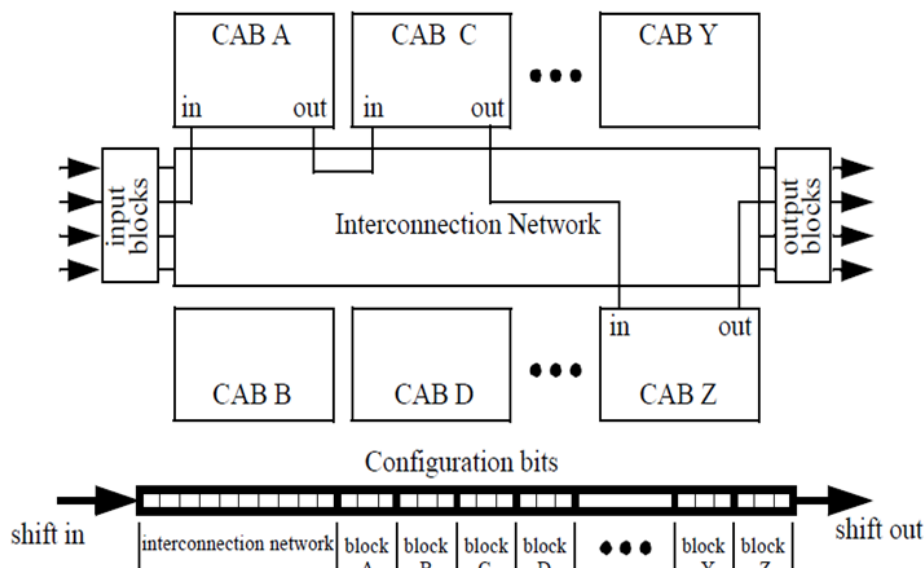 CAB A
CAB C
CAB Y
in out in out
input
blocks
Interconnection Network
output
blocks
in out
CAB B
CAB D
CAB Z
Configuration bits
shift in
shift out
interconnection network
block
A
block
B
block
C
block
D
block
Y
block
Z